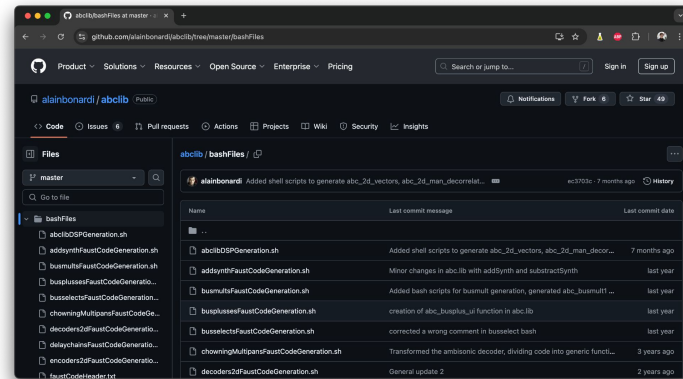 abclib/bashFiles at master · a
github.com/alainbonardi/abclib/tree/master/bashFiles
Product Solutions Resources Open Source Enterprise Pricing Search or jump to... / Sign in Sign up
alainbonardi / abclib Public Notifications Fork 6 Star 49
Code Issues 6 Pull requests Actions Projects Wiki Security Insights
Files abclib / bashFiles /
master alainbonardi Added shell scripts to generate abc_2d_vectors, abc_2d_man_decorrelat... ec3703c · 7 months ago History
Go to file
Name Last commit message Last commit date
bashFiles ..
abclibDSPGeneration.sh abclibDSPGeneration.sh Added shell scripts to generate abc_2d_vectors, abc_2d_man_decor... 7 months ago
addsynthFaustCodeGeneration.sh addsynthFaustCodeGeneration.sh Minor changes in abc.lib with addSynth and substractSynth last year
busmultsFaustCodeGeneration.sh busmultsFaustCodeGeneration.sh Added bash scripts for busmult generation, generated abc_busmult1 ... last year
busplussesFaustCodeGeneratio... busplussesFaustCodeGeneration.sh creation of abc_busplus_ui function in abc.lib last year
busselectsFaustCodeGeneratio... busselectsFaustCodeGeneration.sh corrected a wrong comment in busselect bash last year
chowningMultipansFaustCodeGe... chowningMultipansFaustCodeGeneration.sh Transformed the ambisonic decoder, dividing code into generic functi... 3 years ago
decoders2dFaustCodeGeneratio... decoders2dFaustCodeGeneration.sh General update 2 2 years ago
delaychainsFaustCodeGeneratio...
encoders2dFaustCodeGeneratio...
faustCodeHeader.txt